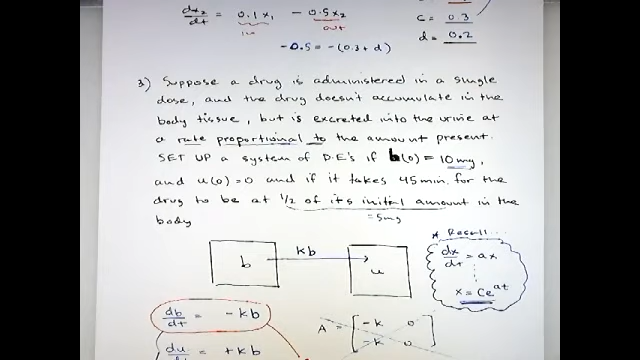 dx₂/dt = 0.1x₁ - 0.5x₂
in out
c = 0.3
d = 0.2
-0.5 = -(0.3+d)
3) Suppose a drug is administered in a single
dose, and the drug doesn't accumulate in the
body tissue, but is excreted into the urine at
a rate proportional to the amount present.
SET UP a system of D.E's if b(0) = 10mg,
and u(0) = 0 and if it takes 45 min. for the
drug to be at 1/2 of its initial amount in the
body =5mg
* Recall...
b kb u
dx/dt = ax
x = Ce^at
db/dt = -kb
A = [-k 0
-k 0]
du/dt = +kb